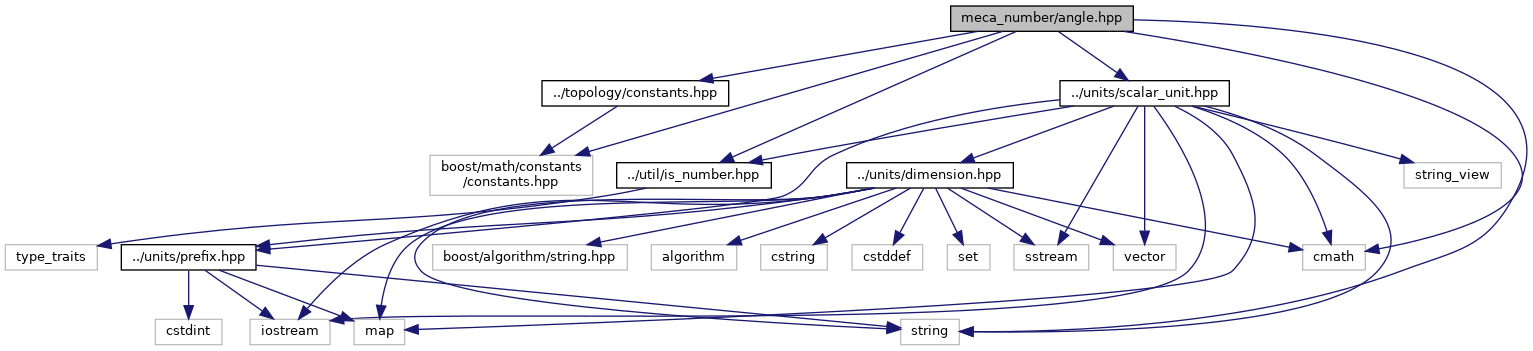 meca_number/angle.hpp
../topology/constants.hpp
../units/scalar_unit.hpp
boost/math/constants
/constants.hpp
../util/is_number.hpp
../units/dimension.hpp
string_view
type_traits
../units/prefix.hpp
boost/algorithm/string.hpp
algorithm
cstring
cstddef
set
sstream
vector
cmath
cstdint
iostream
map
string